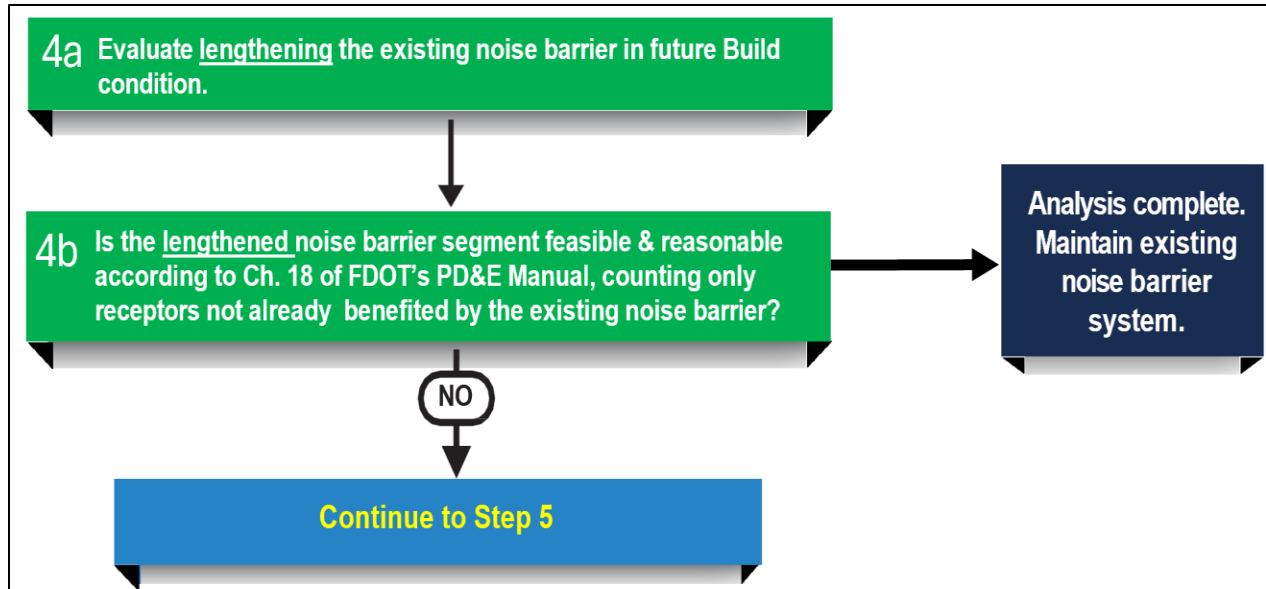 4a Evaluate lengthening the existing noise barrier in future Build
condition.
4b Is the lengthened noise barrier segment feasible & reasonable
according to Ch. 18 of FDOT's PD&E Manual, counting only
receptors not already benefited by the existing noise barrier?
Analysis complete.
Maintain existing
noise barrier
system.
NO
Continue to Step 5